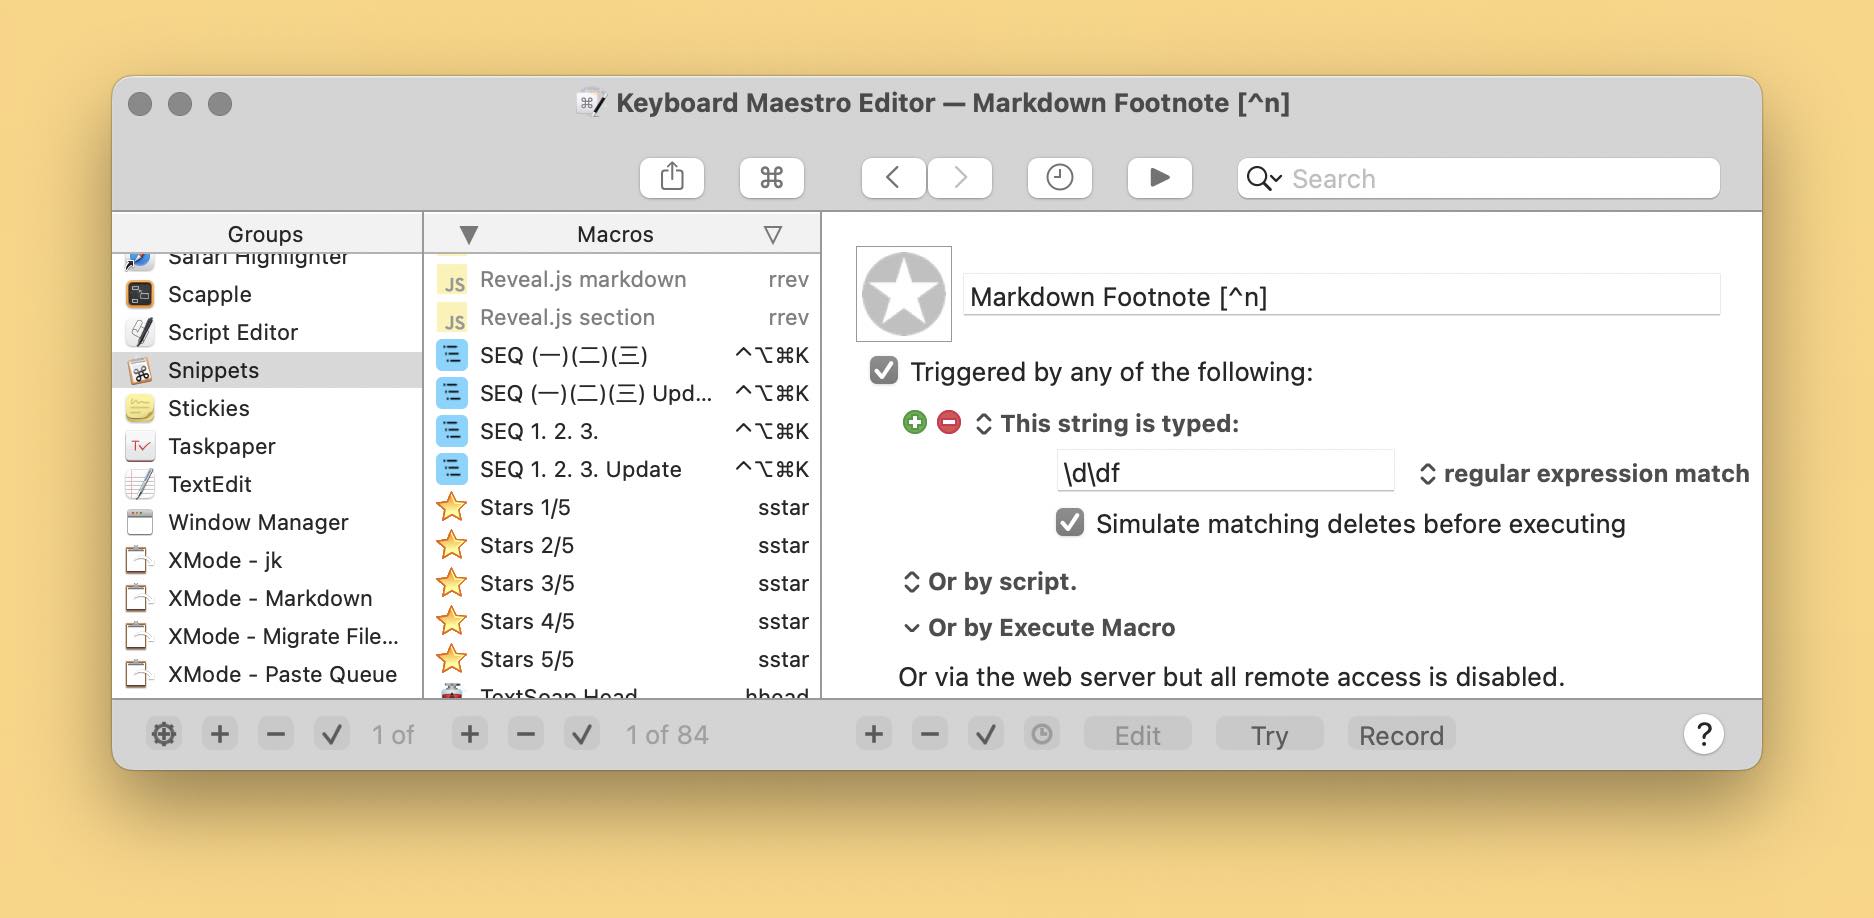 Keyboard Maestro Editor — Markdown Footnote [^n]
Search
Groups
Safari Highlighter
Scapple
Script Editor
Snippets
Stickies
Taskpaper
TextEdit
Window Manager
XMode - jk
XMode - Markdown
XMode - Migrate File...
XMode - Paste Queue
1 of
Macros
JS Reveal.js markdown rrev
JS Reveal.js section rrev
SEQ (一)(二)(三) ^⌥⌘K
SEQ (一)(二)(三) Upd... ^⌥⌘K
SEQ 1. 2. 3. ^⌥⌘K
SEQ 1. 2. 3. Update ^⌥⌘K
Stars 1/5 sstar
Stars 2/5 sstar
Stars 3/5 sstar
Stars 4/5 sstar
Stars 5/5 sstar
TextSoap Head hhead
1 of 84
Markdown Footnote [^n]
Triggered by any of the following:
This string is typed:
\d\df regular expression match
Simulate matching deletes before executing
Or by script.
Or by Execute Macro
Or via the web server but all remote access is disabled.
Edit Try Record ?